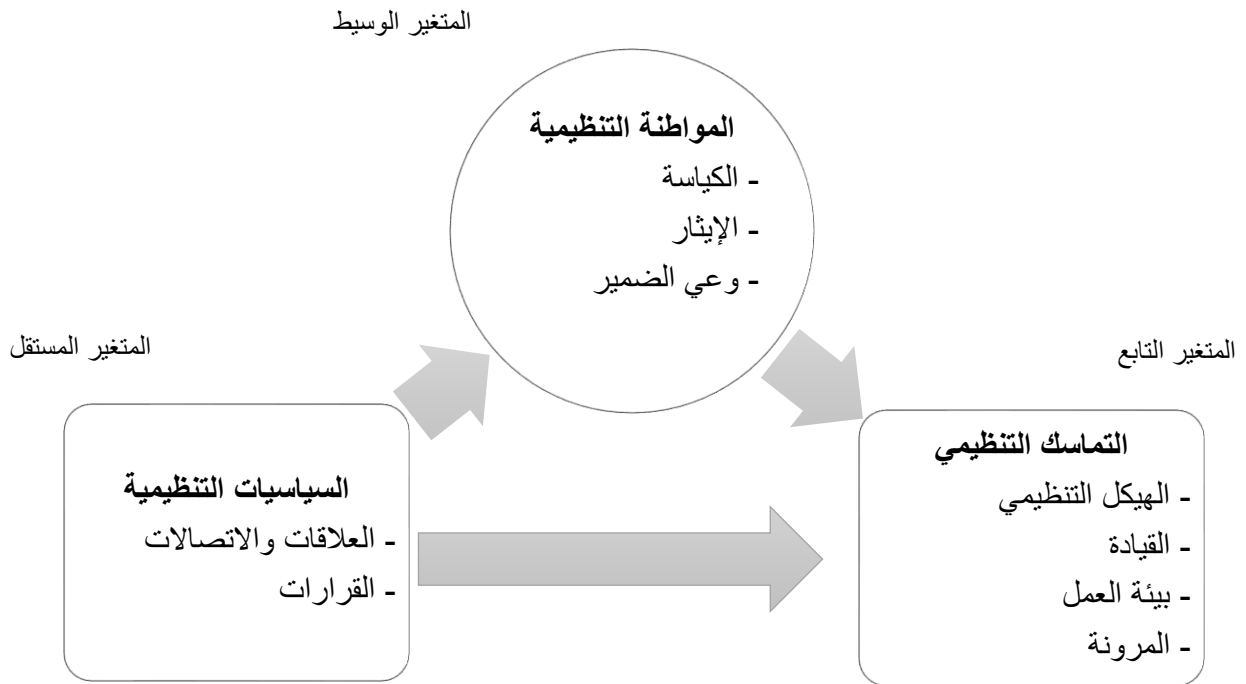 المتغير الوسيط
المواطنة التنظيمية
- الكياسة
- الإيثار
- وعي الضمير
المتغير المستقل
السياسيات التنظيمية
- العلاقات والاتصالات
- القرارات
المتغير التابع
التماسك التنظيمي
- الهيكل التنظيمي
- القيادة
- بيئة العمل
- المرونة